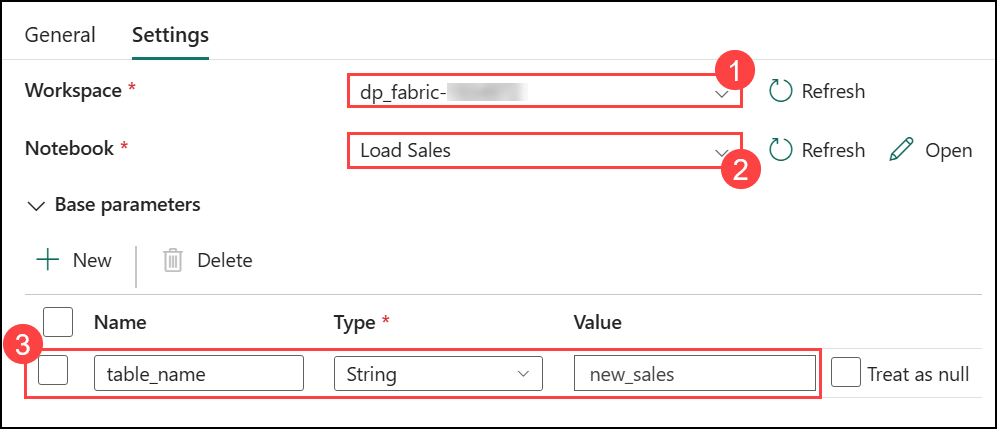 General Settings
Workspace * dp_fabric- 1 Refresh
Notebook * Load Sales 2 Refresh Open
Base parameters
New Delete
Name Type * Value
3 table_name String new_sales Treat as null